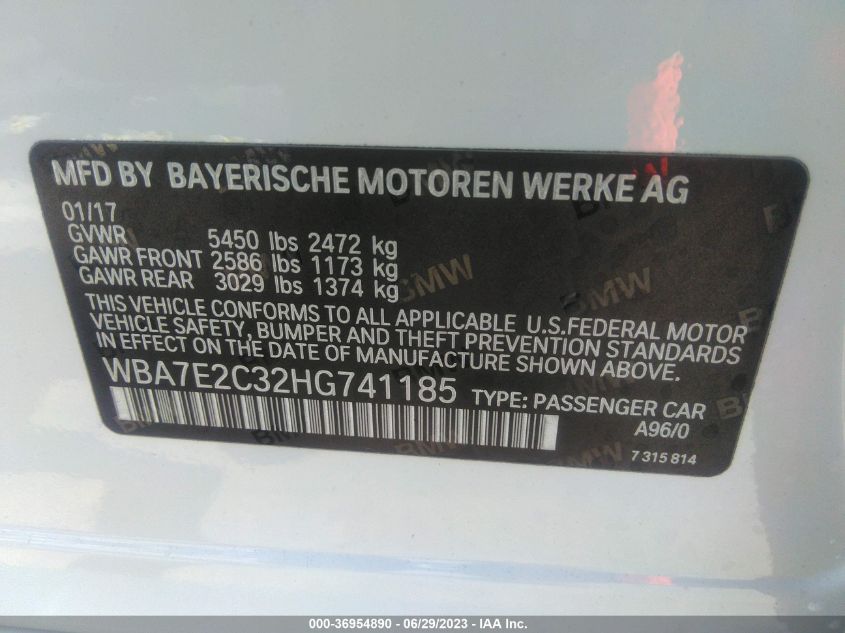 MFD BY BAYERISCHE MOTOREN WERKE AG
01/17
GVWR 5450 lbs 2472 kg
GAWR FRONT 2586 lbs 1173 kg
GAWR REAR 3029 lbs 1374 kg
THIS VEHICLE CONFORMS TO ALL APPLICABLE U.S.FEDERAL MOTOR
VEHICLE SAFETY, BUMPER AND THEFT PREVENTION STANDARDS
IN EFFECT ON THE DATE OF MANUFACTURE SHOWN ABOVE.
WBA7E2C32HG741185 TYPE: PASSENGER CAR
A96/0
7 315 814
000-36954890 - 06/29/2023 - IAA Inc.